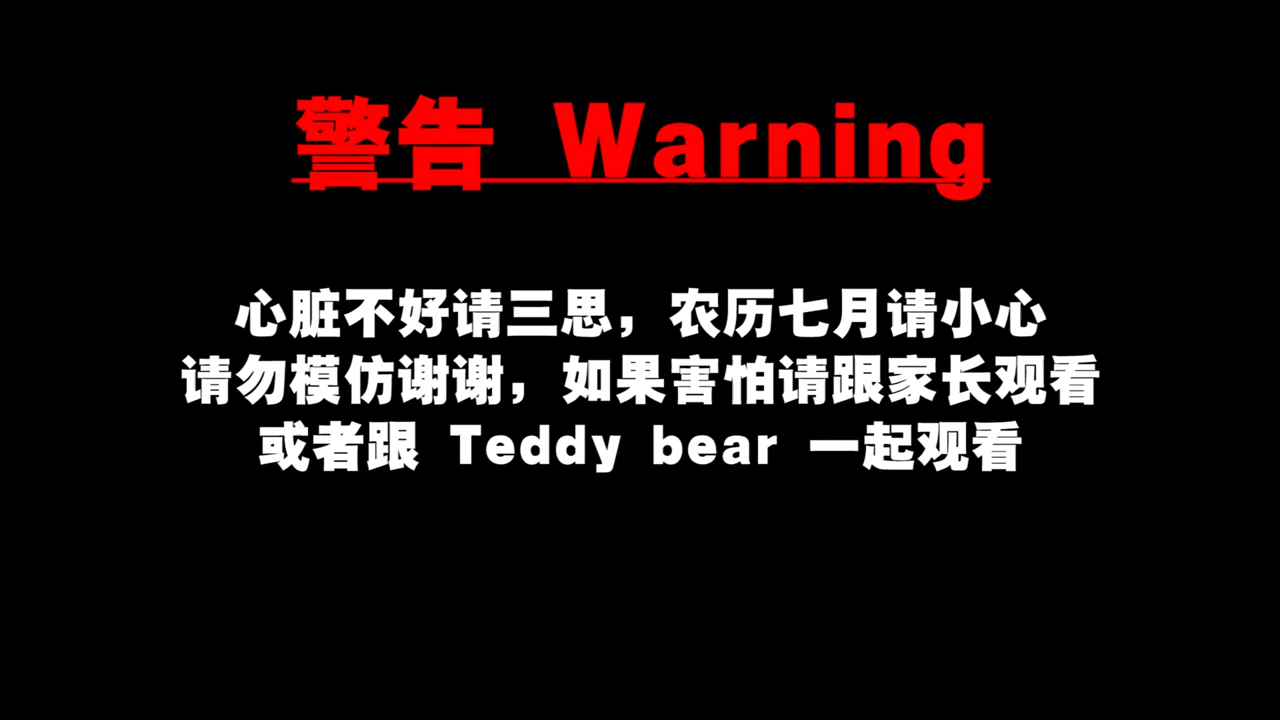 警告 Warning
心脏不好请三思，农历七月请小心
请勿模仿谢谢，如果害怕请跟家长观看
或者跟 Teddy bear 一起观看